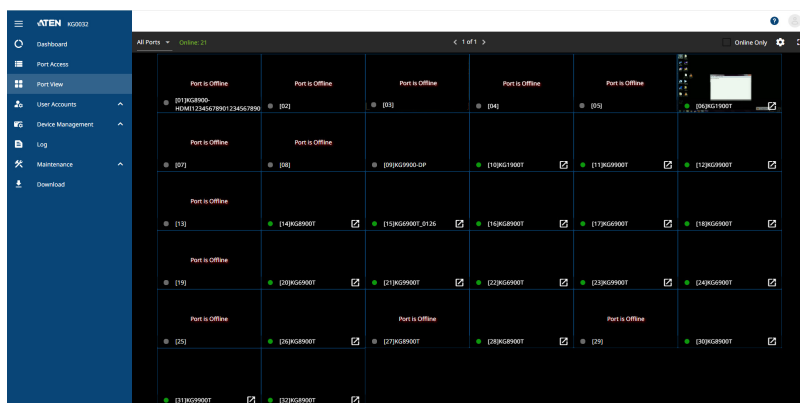 ATEN KG0032
Dashboard
Port Access
Port View
User Accounts
Device Management
Log
Maintenance
Download
All Ports Online: 21 < 1 of 1 > Online Only
Port is Offline Port is Offline Port is Offline Port is Offline Port is Offline
[01]KG8900-
HDMI12345678901234567890 [02] [03] [04] [05] [06]KG1900T
Port is Offline Port is Offline
[07] [08] [09]KG9900-DP [10]KG1900T [11]KG9900T [12]KG9900T
Port is Offline
[13] [14]KG8900T [15]KG6900T_0126 [16]KG8900T [17]KG6900T [18]KG6900T
Port is Offline
[19] [20]KG6900T [21]KG9900T [22]KG6900T [23]KG9900T [24]KG6900T
Port is Offline Port is Offline Port is Offline
[25] [26]KG8900T [27]KG8900T [28]KG8900T [29] [30]KG8900T
[31]KG9900T [32]KG8900T